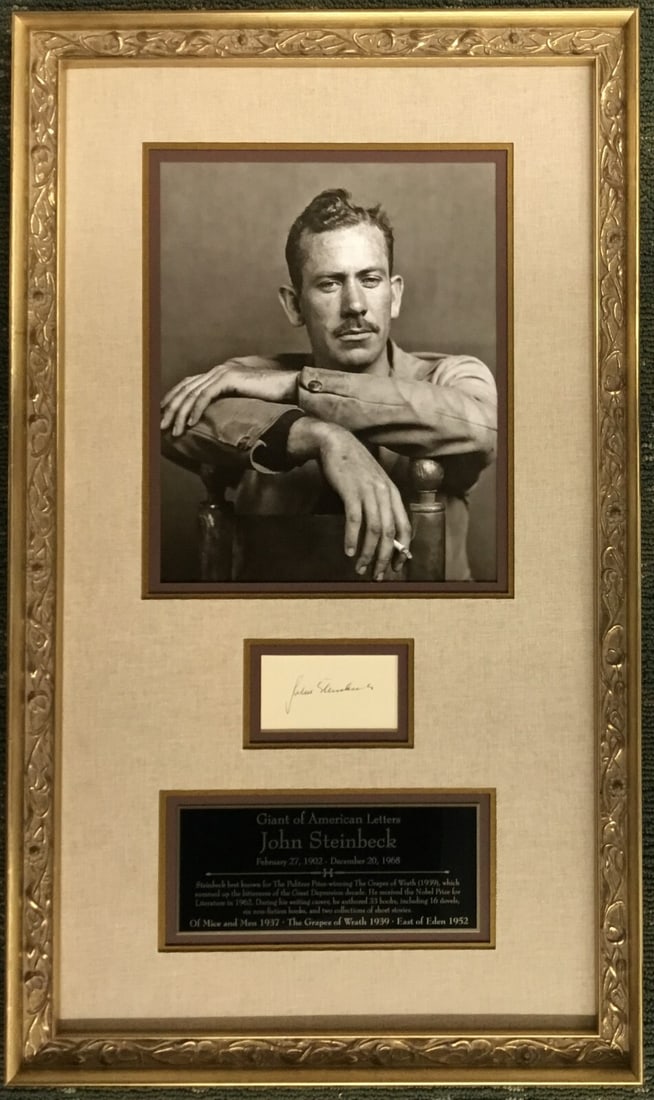 John Steinbeck
Giant of American Letters
John Steinbeck
February 27, 1902 - December 20, 1968
Steinbeck best known for The Pulitzer Prize-winning The Grapes of Wrath (1939), which
summed up the bitterness of the Great Depression decade. He received the Nobel Prize for
Literature in 1962. During his writing career, he authored 33 books, including 16 novels,
six non-fiction books, and two collections of short stories.
Of Mice and Men 1937 · The Grapes of Wrath 1939 · East of Eden 1952